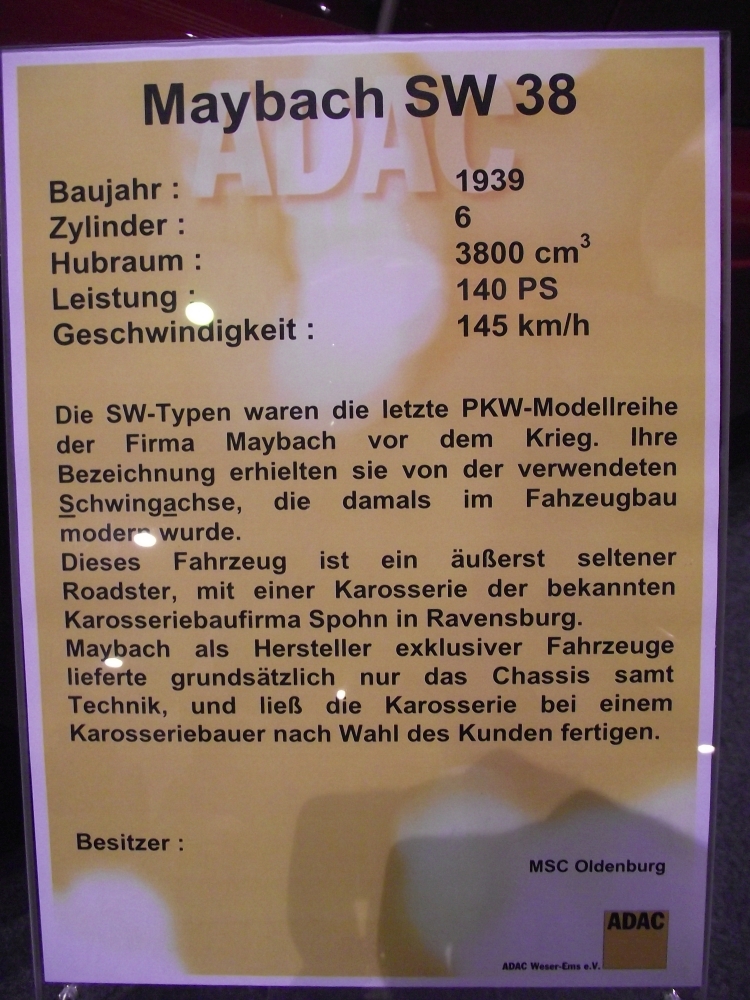 Maybach SW 38
ADAC
Baujahr : 1939
Zylinder : 6
Hubraum : 3800 cm³
Leistung : 140 PS
Geschwindigkeit : 145 km/h
Die SW-Typen waren die letzte PKW-Modellreihe
der Firma Maybach vor dem Krieg. Ihre
Bezeichnung erhielten sie von der verwendeten
Schwingachse, die damals im Fahzeugbau
modern wurde.
Dieses Fahrzeug ist ein äußerst seltener
Roadster, mit einer Karosserie der bekannten
Karosseriebaufirma Spohn in Ravensburg.
Maybach als Hersteller exklusiver Fahrzeuge
lieferte grundsätzlich nur das Chassis samt
Technik, und ließ die Karosserie bei einem
Karosseriebauer nach Wahl des Kunden fertigen.
Besitzer :
MSC Oldenburg
ADAC
ADAC Weser-Ems e.V.